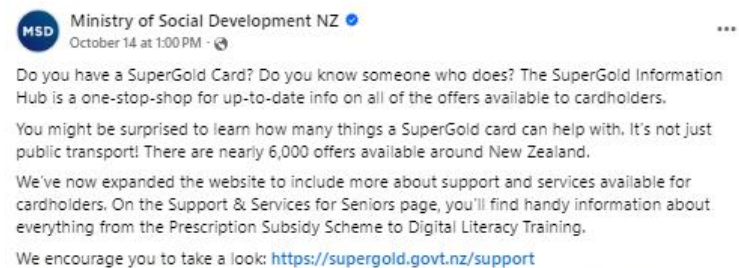 MSD
Ministry of Social Development NZ
October 14 at 1:00 PM ·
Do you have a SuperGold Card? Do you know someone who does? The SuperGold Information
Hub is a one-stop-shop for up-to-date info on all of the offers available to cardholders.
You might be surprised to learn how many things a SuperGold card can help with. It's not just
public transport! There are nearly 6,000 offers available around New Zealand.
We've now expanded the website to include more about support and services available for
cardholders. On the Support & Services for Seniors page, you'll find handy information about
everything from the Prescription Subsidy Scheme to Digital Literacy Training.
We encourage you to take a look: https://supergold.govt.nz/support